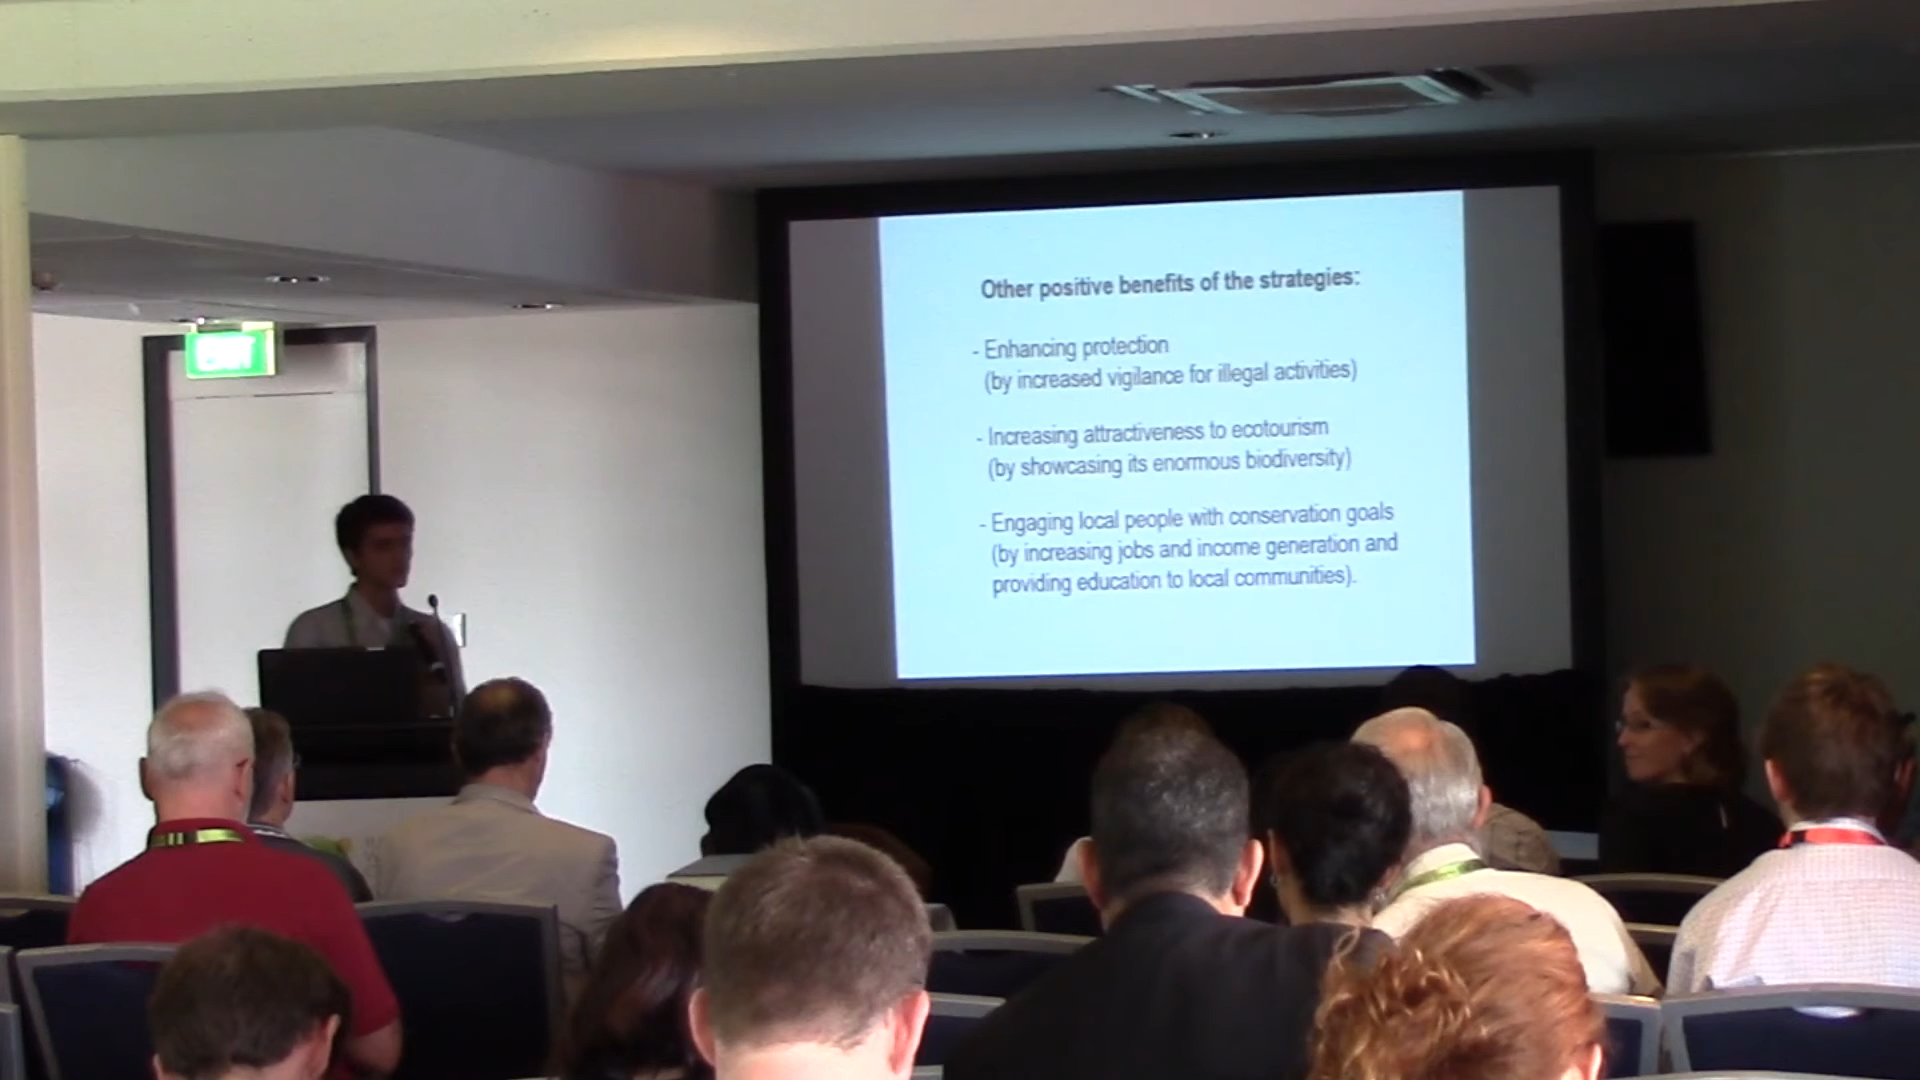 EXIT
Other positive benefits of the strategies:
- Enhancing protection
(by increased vigilance for illegal activities)
- Increasing attractiveness to ecotourism
(by showcasing its enormous biodiversity)
- Engaging local people with conservation goals
(by increasing jobs and income generation and
providing education to local communities).